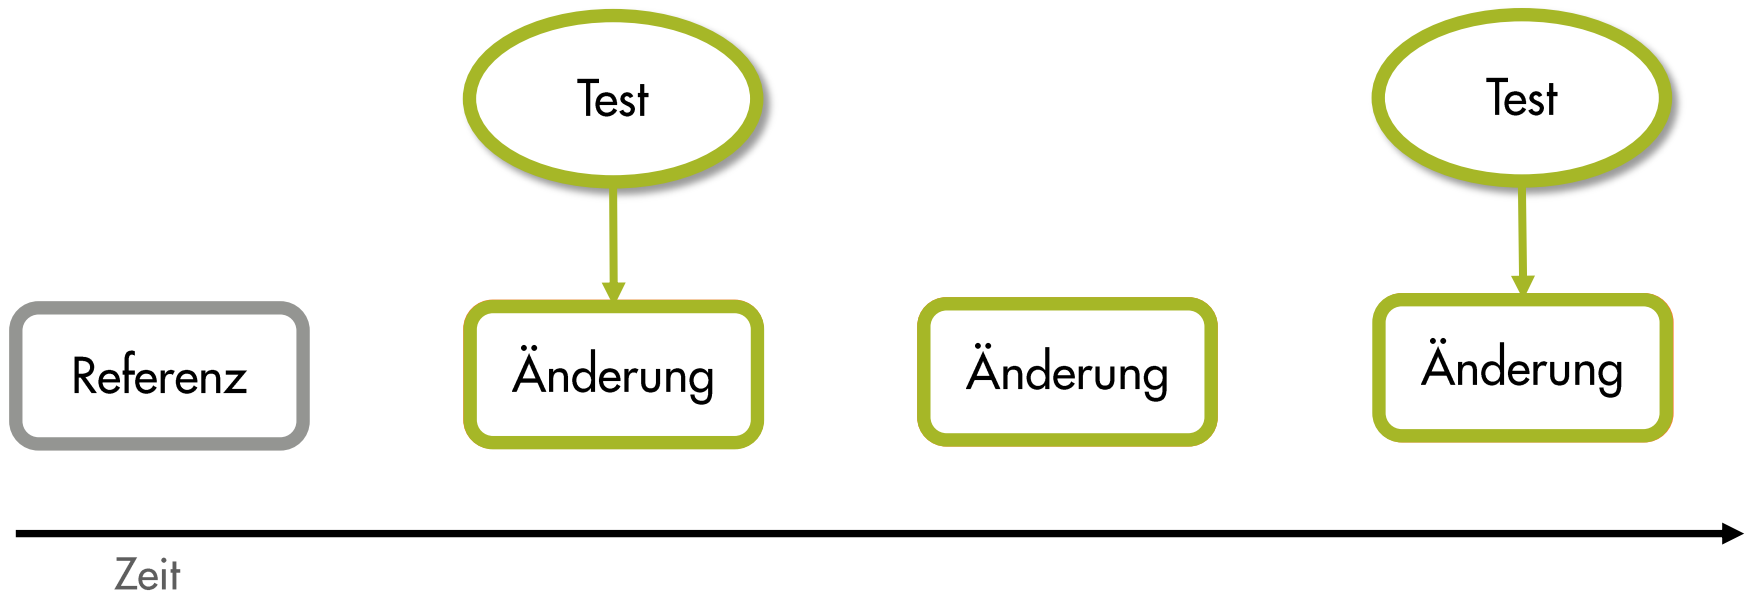 Test
Test
Referenz
Änderung
Änderung
Änderung
Zeit